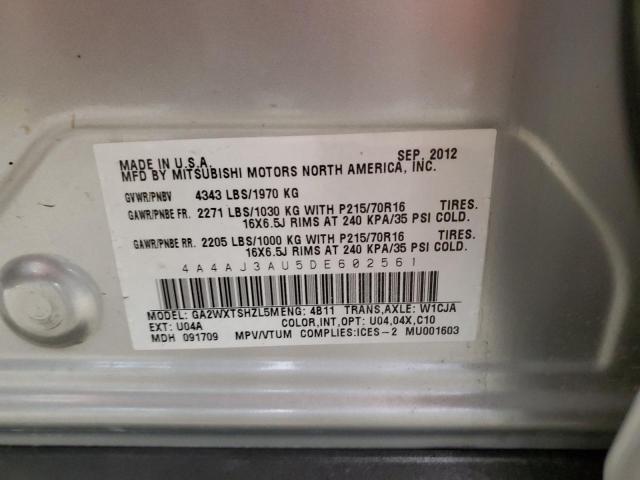 MADE IN U.S.A. SEP. 2012
MFD BY MITSUBISHI MOTORS NORTH AMERICA, INC.
GVWR/PNBV 4343 LBS/1970 KG
GAWR/PNBE FR. 2271 LBS/1030 KG WITH P215/70R16 TIRES.
16X6.5J RIMS AT 240 KPA/35 PSI COLD.
GAWR/PNBE RR. 2205 LBS/1000 KG WITH P215/70R16 TIRES.
16X6.5J RIMS AT 240 KPA/35 PSI COLD.
4A4AJ3AU5DE602561
MODEL: GA2WXTSHZL5MENG: 4B11 TRANS,AXLE: W1CJA
EXT: U04A COLOR,INT,OPT: U04,04X,C10
MDH 091709 MPV/VTUM COMPLIES:ICES-2 MU001603